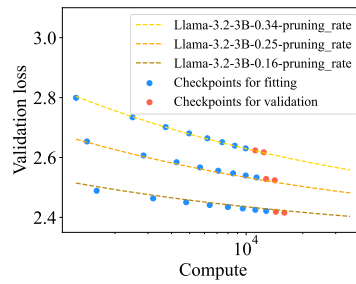 Llama-3.2-3B-0.34-pruning_rate
Llama-3.2-3B-0.25-pruning_rate
Llama-3.2-3B-0.16-pruning_rate
Checkpoints for fitting
Checkpoints for validation
Validation loss
3.0
2.8
2.6
2.4
10⁴
Compute